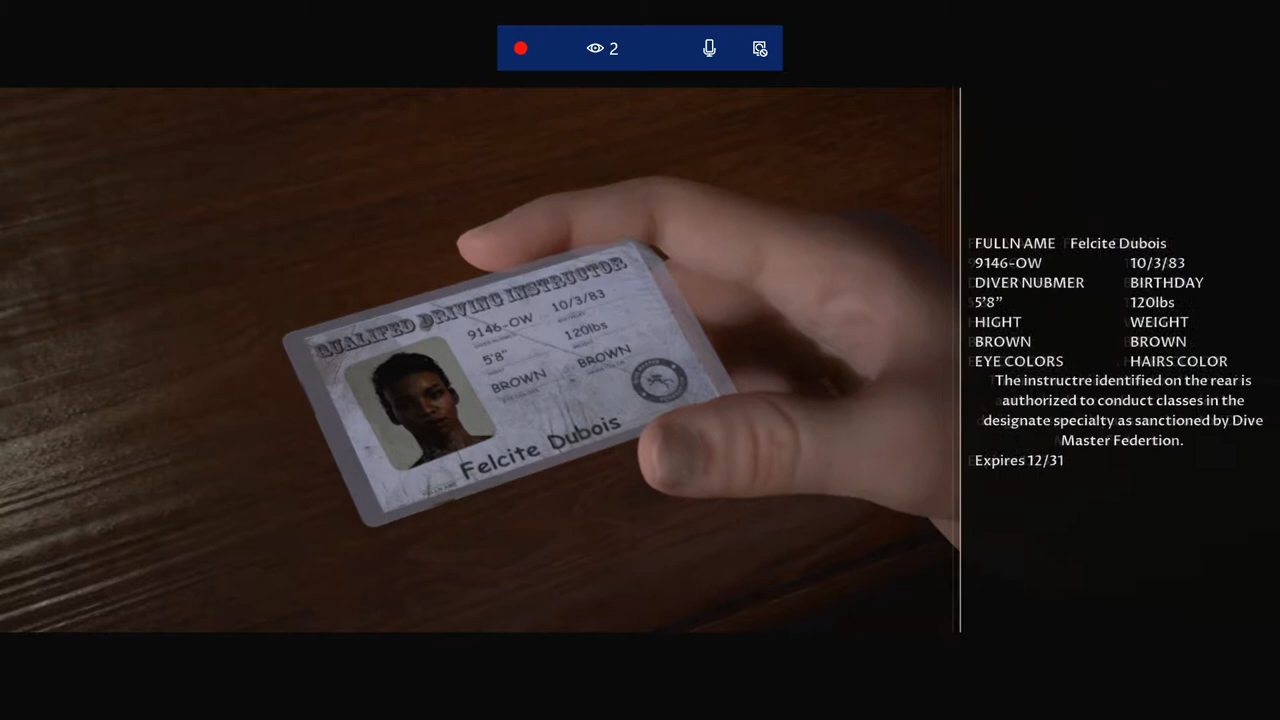 2
QUALIFED DRIVING INSTRUCTOR
9146-OW 10/3/83
5'8" 120lbs
BROWN BROWN
Felcite Dubois
FULLN AME Felcite Dubois
9146-OW 10/3/83
DIVER NUBMER BIRTHDAY
5’8” 120lbs
HIGHT WEIGHT
BROWN BROWN
EYE COLORS HAIRS COLOR
The instructre identified on the rear is
authorized to conduct classes in the
designate specialty as sanctioned by Dive
Master Federtion.
Expires 12/31